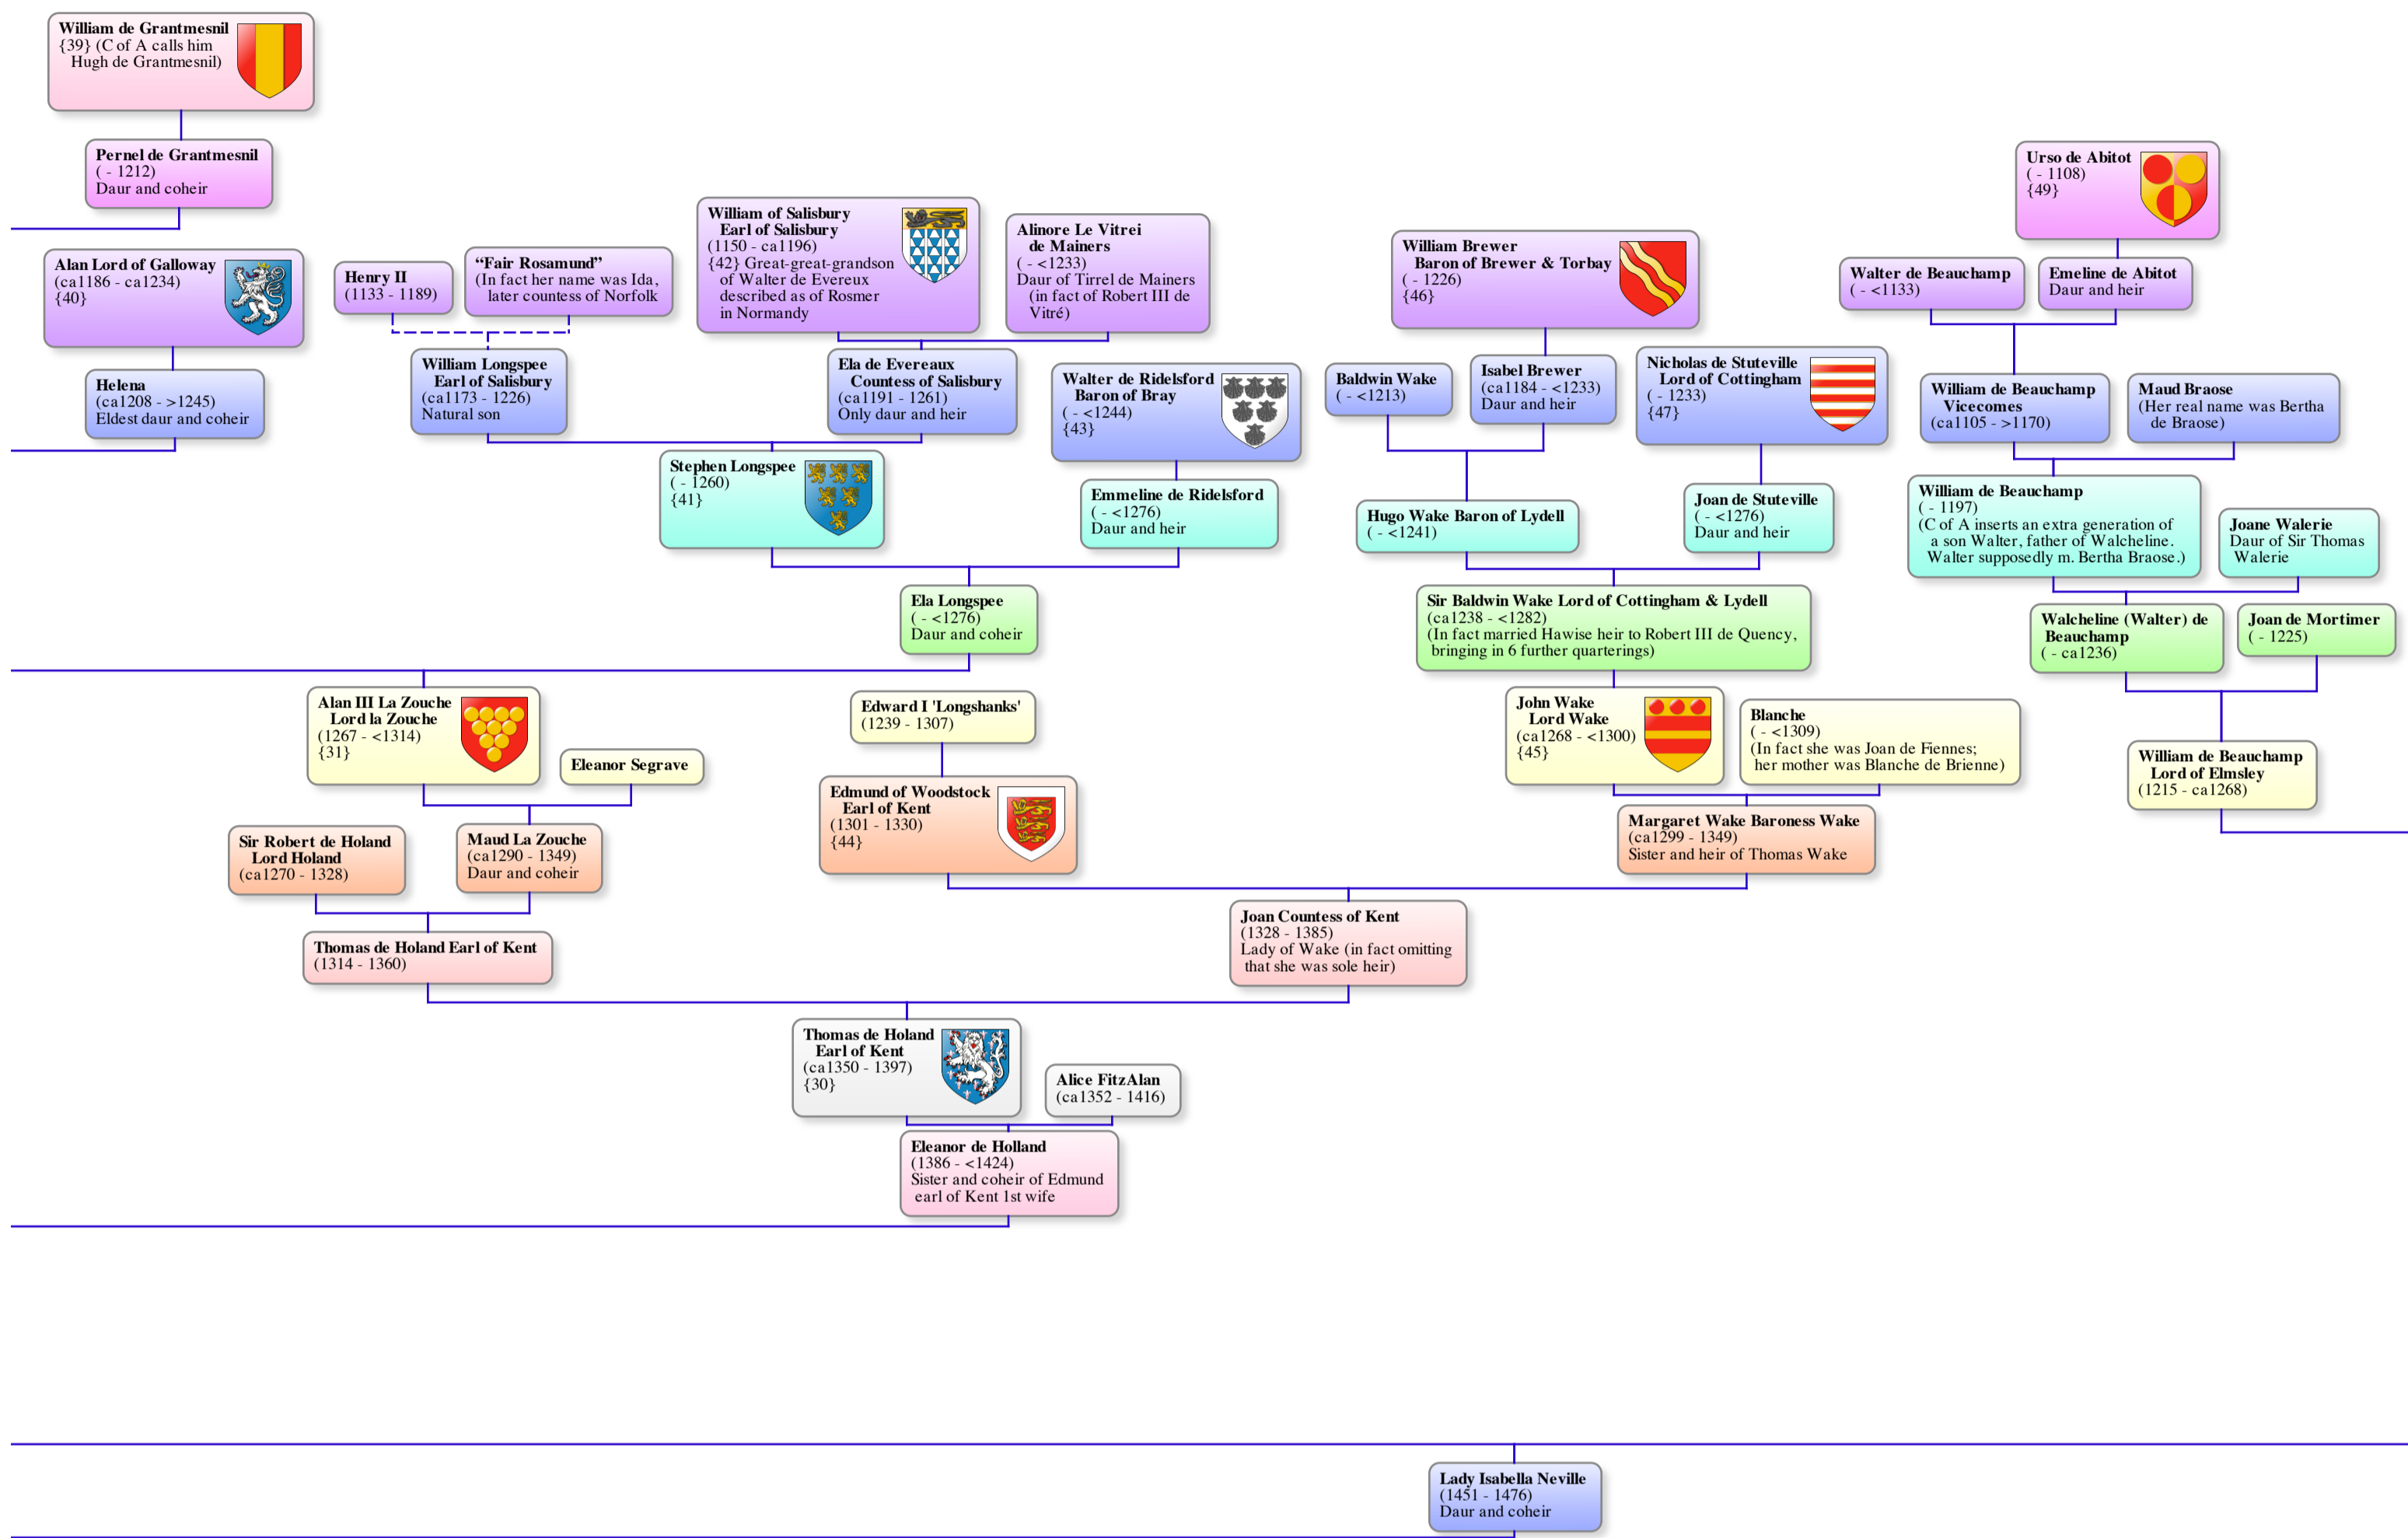 William de Grantmesnil
{39} (C of A calls him
Hugh de Grantmesnil)
Pernel de Grantmesnil
( - 1212)
Daur and coheir
Alan Lord of Galloway
(ca1186 - ca1234)
{40}
Helena
(ca1208 - >1245)
Eldest daur and coheir
Henry II
(1133 - 1189)
“Fair Rosamund”
(In fact her name was Ida,
later countess of Norfolk
William of Salisbury
Earl of Salisbury
(1150 - ca1196)
{42} Great-great-grandson
of Walter de Evereux
described as of Rosmer
in Normandy
Alinore Le Vitrei
de Mainers
( - <1233)
Daur of Tirrel de Mainers
(in fact of Robert III de
Vitré)
William Longspee
Earl of Salisbury
(ca1173 - 1226)
Natural son
Ela de Evereaux
Countess of Salisbury
(ca1191 - 1261)
Only daur and heir
Walter de Ridelsford
Baron of Bray
( - <1244)
{43}
Stephen Longspee
( - 1260)
{41}
Emmeline de Ridelsford
( - <1276)
Daur and heir
Ela Longspee
( - <1276)
Daur and coheir
William Brewer
Baron of Brewer & Torbay
( - 1226)
{46}
Baldwin Wake
( - <1213)
Isabel Brewer
(ca1184 - <1233)
Daur and heir
Nicholas de Stuteville
Lord of Cottingham
( - 1233)
{47}
Hugo Wake Baron of Lydell
( - <1241)
Joan de Stuteville
( - <1276)
Daur and heir
Sir Baldwin Wake Lord of Cottingham & Lydell
(ca1238 - <1282)
(In fact married Hawise heir to Robert III de Quency,
bringing in 6 further quarterings)
Urso de Abitot
( - 1108)
{49}
Walter de Beauchamp
( - <1133)
Emeline de Abitot
Daur and heir
William de Beauchamp
Vicecomes
(ca1105 - >1170)
Maud Braose
(Her real name was Bertha
de Braose)
William de Beauchamp
( - 1197)
(C of A inserts an extra generation of
a son Walter, father of Walcheline.
Walter supposedly m. Bertha Braose.)
Joane Walerie
Daur of Sir Thomas
Walerie
Walcheline (Walter) de
Beauchamp
( - ca1236)
Joan de Mortimer
( - 1225)
William de Beauchamp
Lord of Elmsley
(1215 - ca1268)
Alan III La Zouche
Lord la Zouche
(1267 - <1314)
{31}
Eleanor Segrave
Edward I 'Longshanks'
(1239 - 1307)
John Wake
Lord Wake
(ca1268 - <1300)
{45}
Blanche
( - <1309)
(In fact she was Joan de Fiennes;
her mother was Blanche de Brienne)
Sir Robert de Holand
Lord Holand
(ca1270 - 1328)
Maud La Zouche
(ca1290 - 1349)
Daur and coheir
Edmund of Woodstock
Earl of Kent
(1301 - 1330)
{44}
Margaret Wake Baroness Wake
(ca1299 - 1349)
Sister and heir of Thomas Wake
Thomas de Holand Earl of Kent
(1314 - 1360)
Joan Countess of Kent
(1328 - 1385)
Lady of Wake (in fact omitting
that she was sole heir)
Thomas de Holand
Earl of Kent
(ca1350 - 1397)
{30}
Alice FitzAlan
(ca1352 - 1416)
Eleanor de Holland
(1386 - <1424)
Sister and coheir of Edmund
earl of Kent 1st wife
Lady Isabella Neville
(1451 - 1476)
Daur and coheir